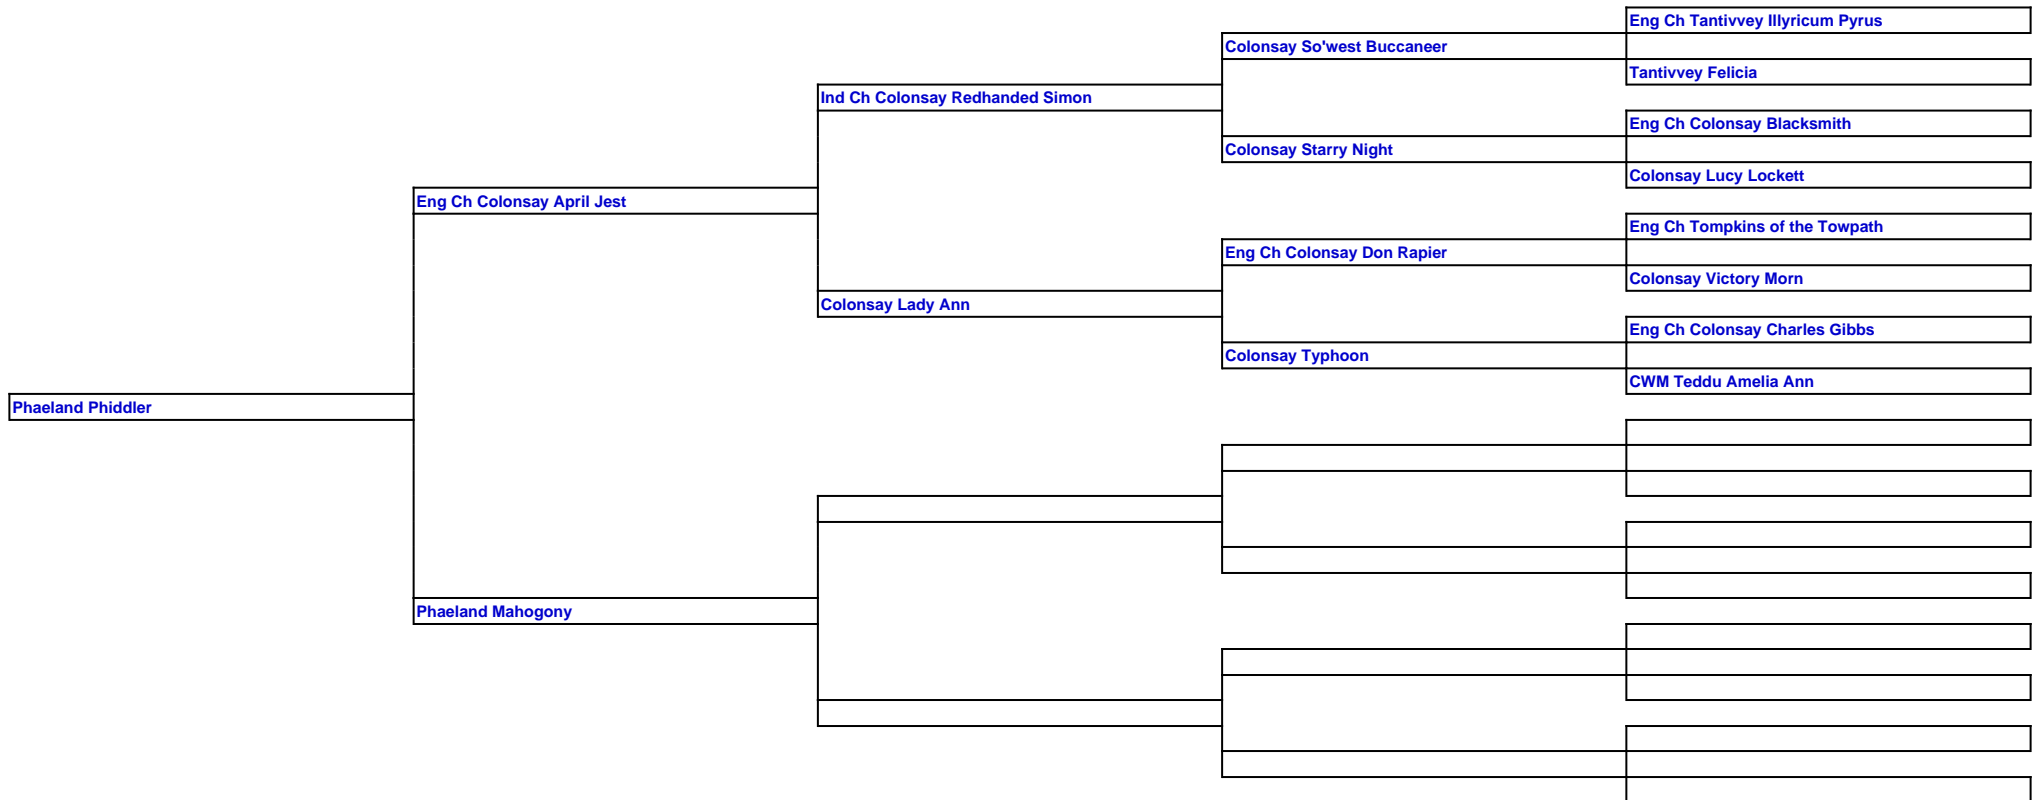 Eng Ch Tantivvey Illyricum Pyrus
Colonsay So'west Buccaneer
Tantivvey Felicia
Ind Ch Colonsay Redhanded Simon
Eng Ch Colonsay Blacksmith
Colonsay Starry Night
Colonsay Lucy Lockett
Eng Ch Colonsay April Jest
Eng Ch Tompkins of the Towpath
Eng Ch Colonsay Don Rapier
Colonsay Victory Morn
Colonsay Lady Ann
Eng Ch Colonsay Charles Gibbs
Colonsay Typhoon
CWM Teddu Amelia Ann
Phaeland Phiddler
Phaeland Mahogony